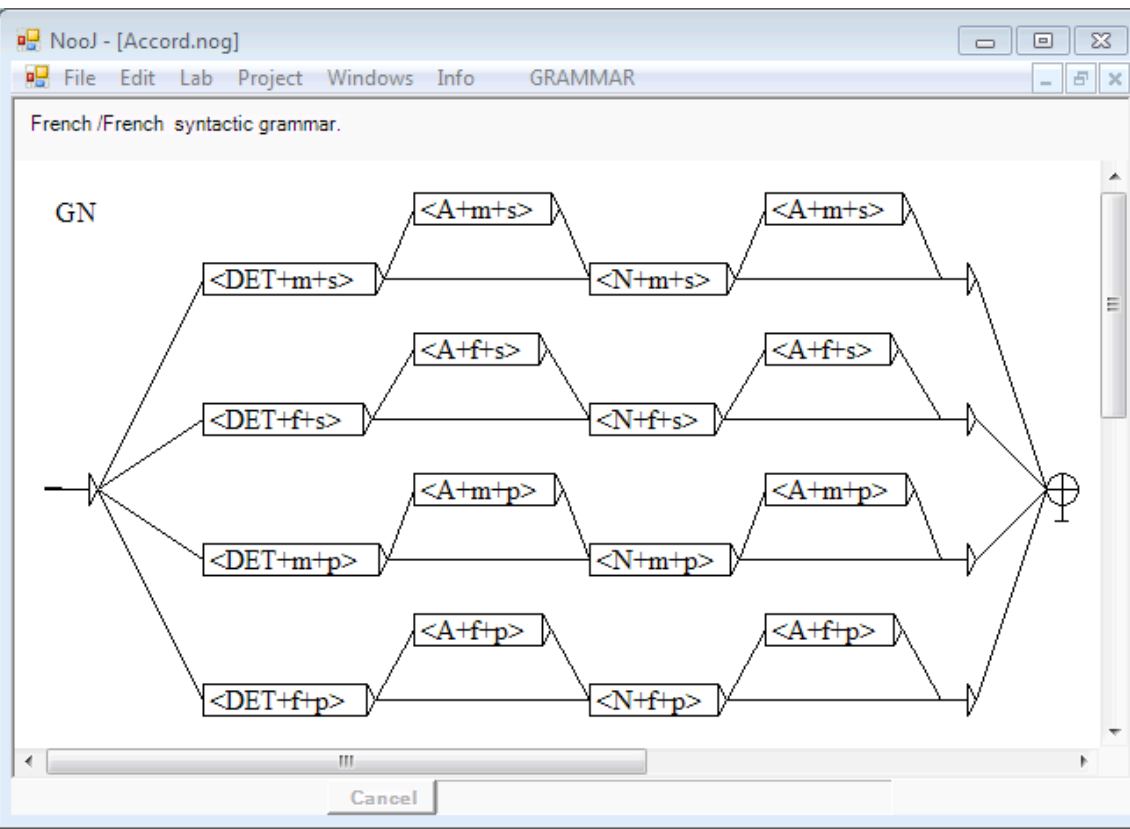 NooJ - [Accord.nog]
File Edit Lab Project Windows Info GRAMMAR
French /French syntactic grammar.
GN
<A+m+s> <A+m+s>
<DET+m+s> <N+m+s>
<A+f+s> <A+f+s>
<DET+f+s> <N+f+s>
<A+m+p> <A+m+p>
<DET+m+p> <N+m+p>
<A+f+p> <A+f+p>
<DET+f+p> <N+f+p>
Cancel